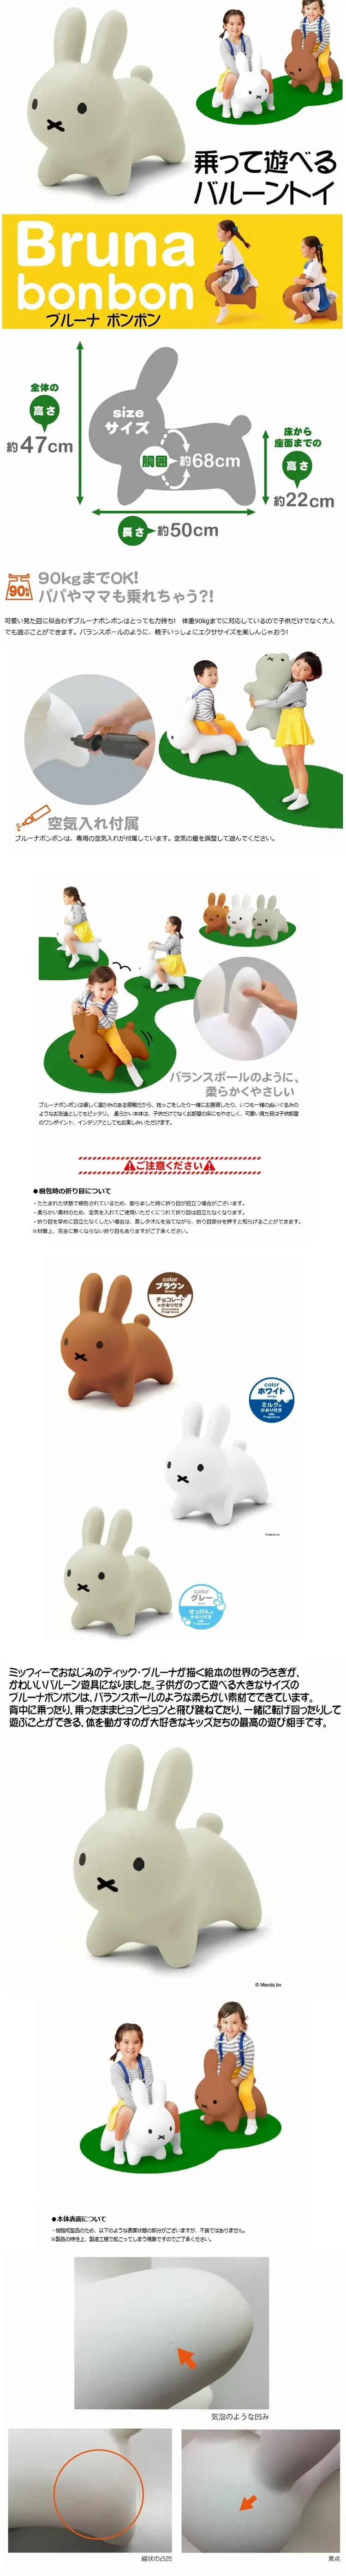 乗って遊べる
バルーントイ
Bruna
bonbon
ブルーナ ボンボン
全体の
高さ
約47cm
size
サイズ
胴囲
約68cm
床から
座面までの
高さ
約22cm
長さ
約50cm
90kg
90kgまでOK!
パパやママも乗れちゃう?!
可愛い見た目に似合わずブルーナボンボンはとっても力持ち! 体重90kgまでに対応しているので子供だけでなく大人
でも遊ぶことができます。バランスボールのように、親子いっしょにエクササイズを楽しんじゃおう!
空気入れ付属
ブルーナボンボンは、専用の空気入れが付属しています。空気の量を調整して遊んでください。
バランスボールのように、
柔らかくやさしい
ブルーナボンボンは優しく温かみのある感触だから、抱っこをしたり一緒にお昼寝したり、いつも一緒のぬいぐるみの
ようなお友達としてもピッタリ。 柔らかい本体は、子供だけでなくお部屋の床にもやさしく、可愛い見た目は子供部屋
のワンポイント、インテリアとしてもお楽しみいただけます。
ご注意ください
●梱包時の折り目について
・たたまれた状態で梱包されているため、膨らました時に折り目が目立つ場合がございます。
・柔らかい素材のため、空気を入れてご使用いただくにつれて折り目は目立たなくなります。
・折り目を早めに目立たなくしたい場合は、蒸しタオルを当てながら、折り目部分を押すと和らげることができます。
※材質上、完全に無くならない折り目もありますがご了承ください。
color
ブラウン
チョコレートの
かおり付き
color
ホワイト
ミルクの
かおり付き
© Mercis bv
color
グレー
せっけんの
かおり付き
ミッフィーでおなじみのディック・ブルーナが描く絵本の世界のうさぎが、
かわいいバルーン遊具になりました。子供がのって遊べる大きなサイズの
ブルーナボンボンは、バランスボールのような柔らかい素材でできています。
背中に乗ったり、乗ったままピョンピョンと飛び跳ねてたり、一緒に転げ回ったりして
遊ぶことができる、体を動かすのが大好きなキッズたちの最高の遊び相手です。
© Mercis bv
●本体表面について
・樹脂成型品のため、以下のような表面状態の部分がございますが、不良ではありません。
※製品の特性上、製造工程で起こってしまう現象ですのでご了承ください。
気泡のような凹み
線状の凸凹
黒点